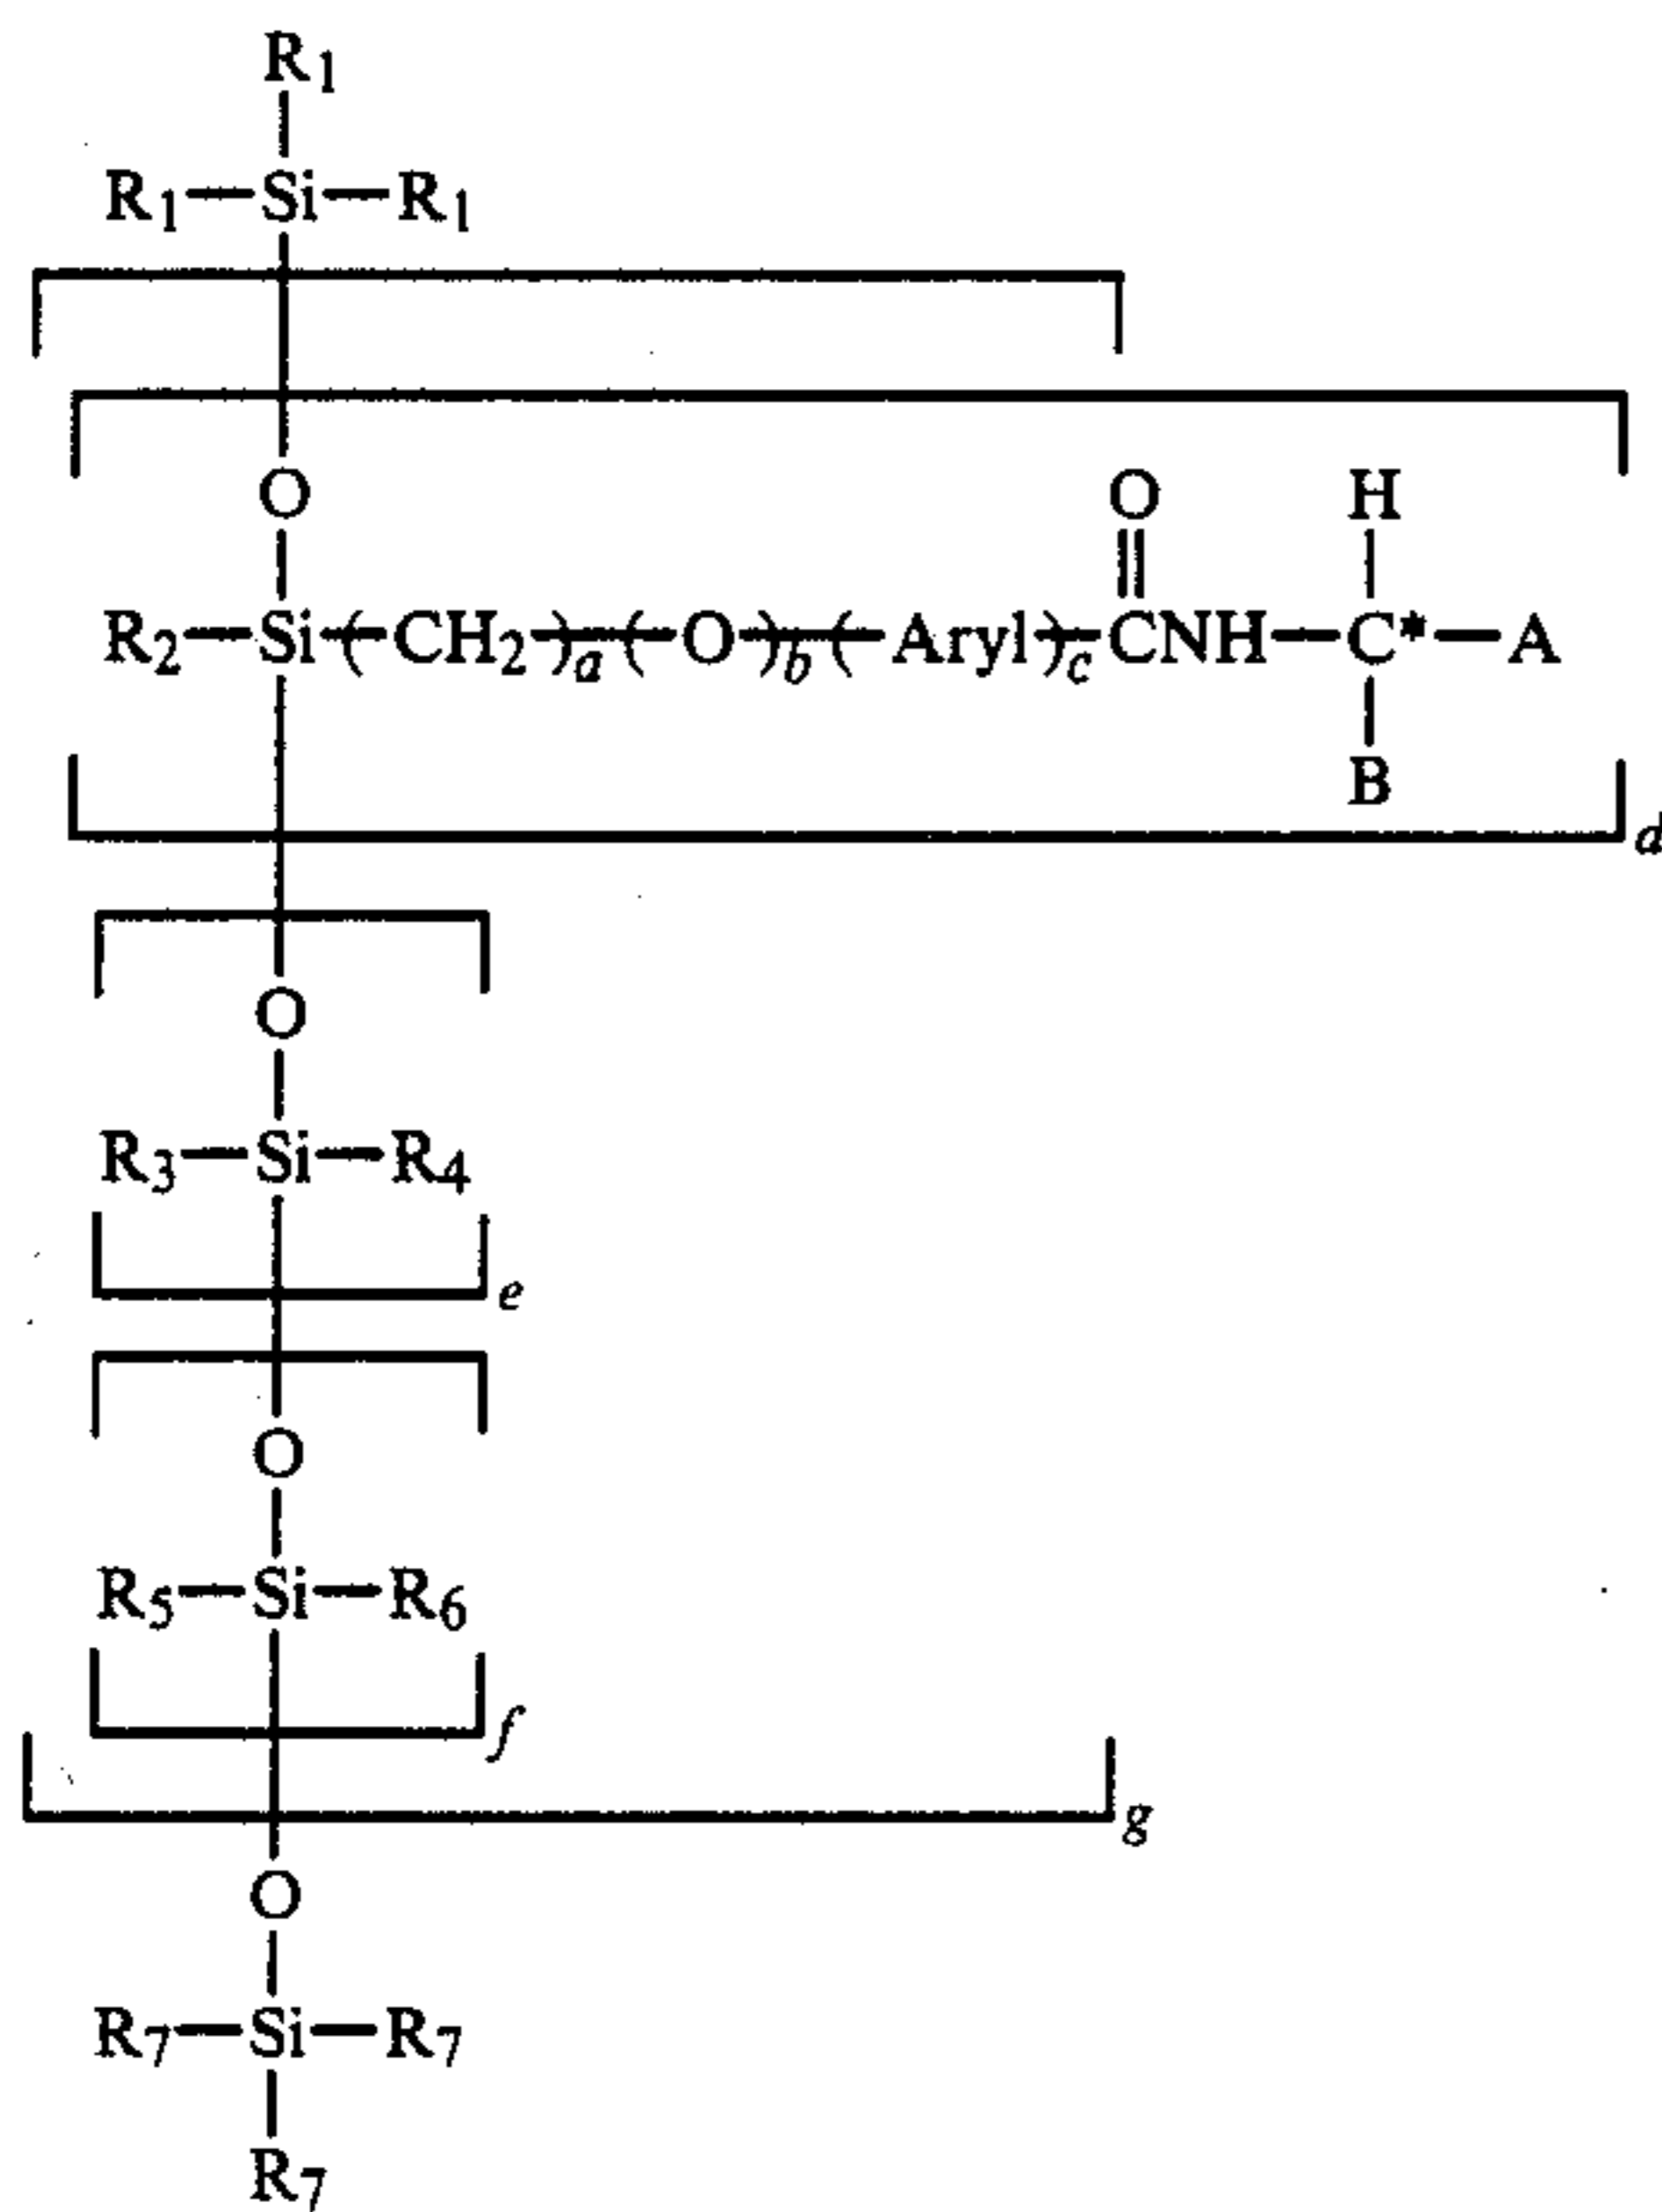 R1
R1—Si—R1
O O H
R2—Si(CH2)a(O)b(Aryl)cCNH—C*—A
B
d
O
R3—Si—R4
e
O
R5—Si—R6
f
g
O
R7—Si—R7
R7